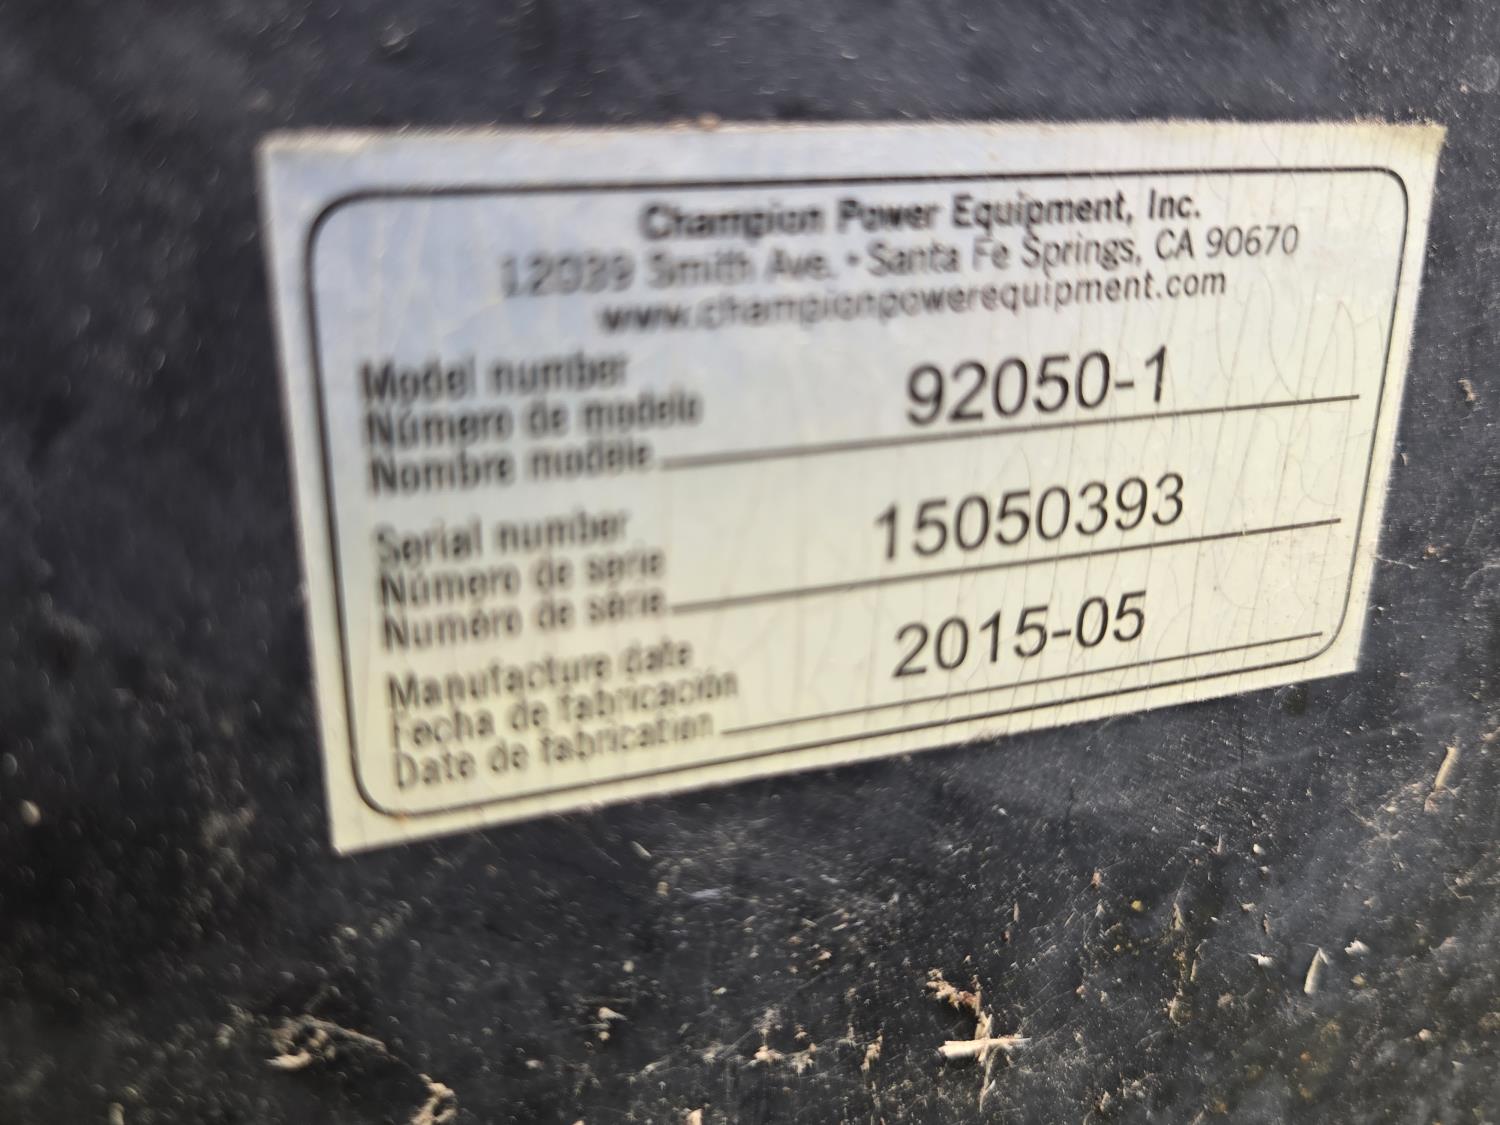 Champion Power Equipment, Inc.
12039 Smith Ave. • Santa Fe Springs, CA 90670
www.championpowerequipment.com
Model number
Número de modelo
Nombre modèle 92050-1
Serial number
Número de serie
Numéro de série 15050393
Manufacture date
Fecha de fabricación
Date de fabrication 2015-05